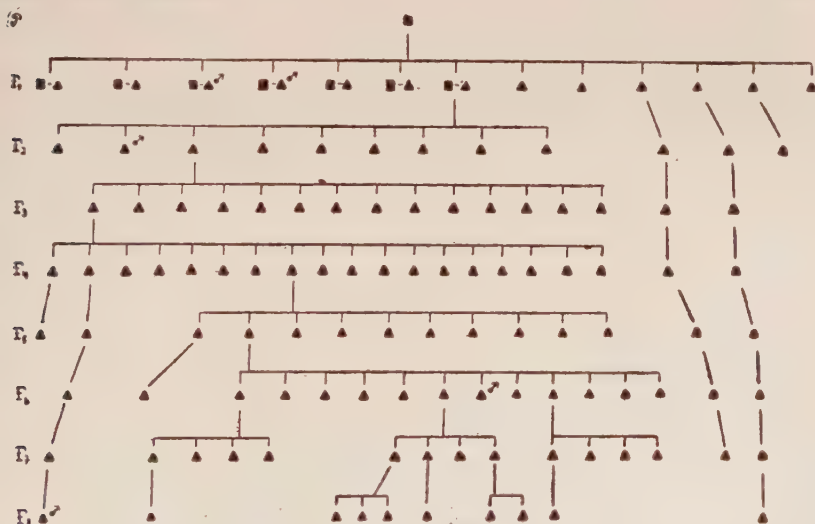 P
F₁ ♂ ♂
F₂ ♂
F₃
F₄
F₅
F₆ ♂
F₇
F₈ ♂